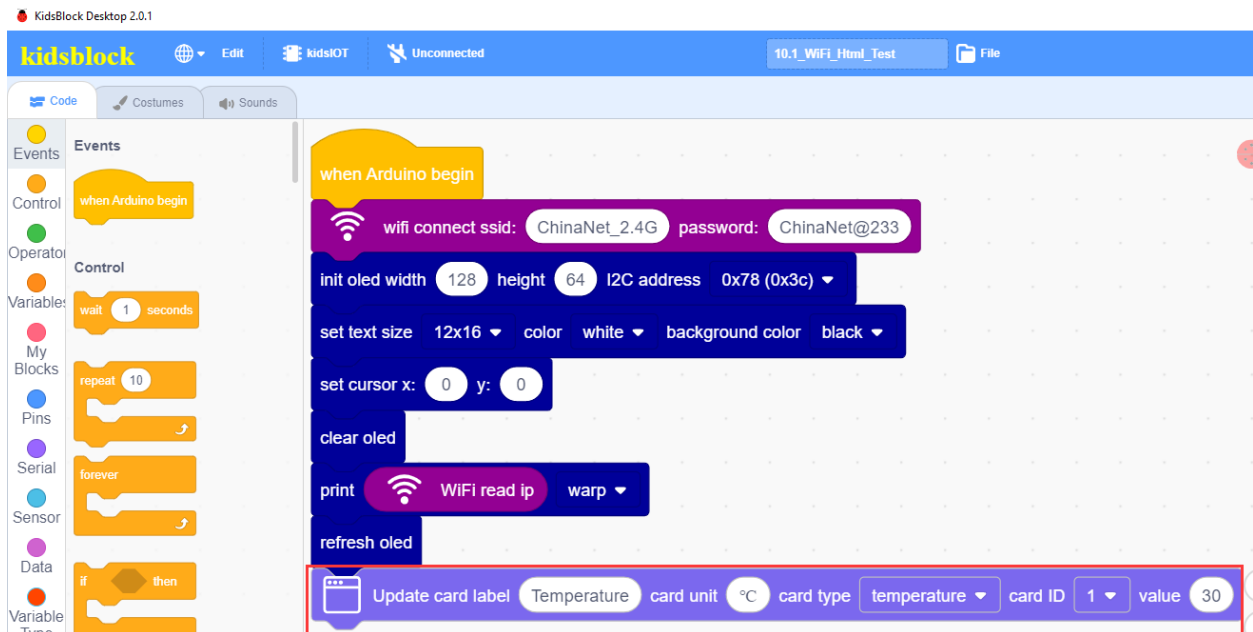 KidsBlock Desktop 2.0.1
kidsblock Edit kidsIOT Unconnected 10.1_WiFi_Html_Test File
Code Costumes Sounds
Events
Control
Operator
Variables
My
Blocks
Pins
Serial
Sensor
Data
Variable
Events
when Arduino begin
Control
wait 1 seconds
repeat 10
forever
if then
when Arduino begin
wifi connect ssid: ChinaNet_2.4G password: ChinaNet@233
init oled width 128 height 64 I2C address 0x78 (0x3c)
set text size 12x16 color white background color black
set cursor x: 0 y: 0
clear oled
print WiFi read ip warp
refresh oled
Update card label Temperature card unit °C card type temperature card ID 1 value 30